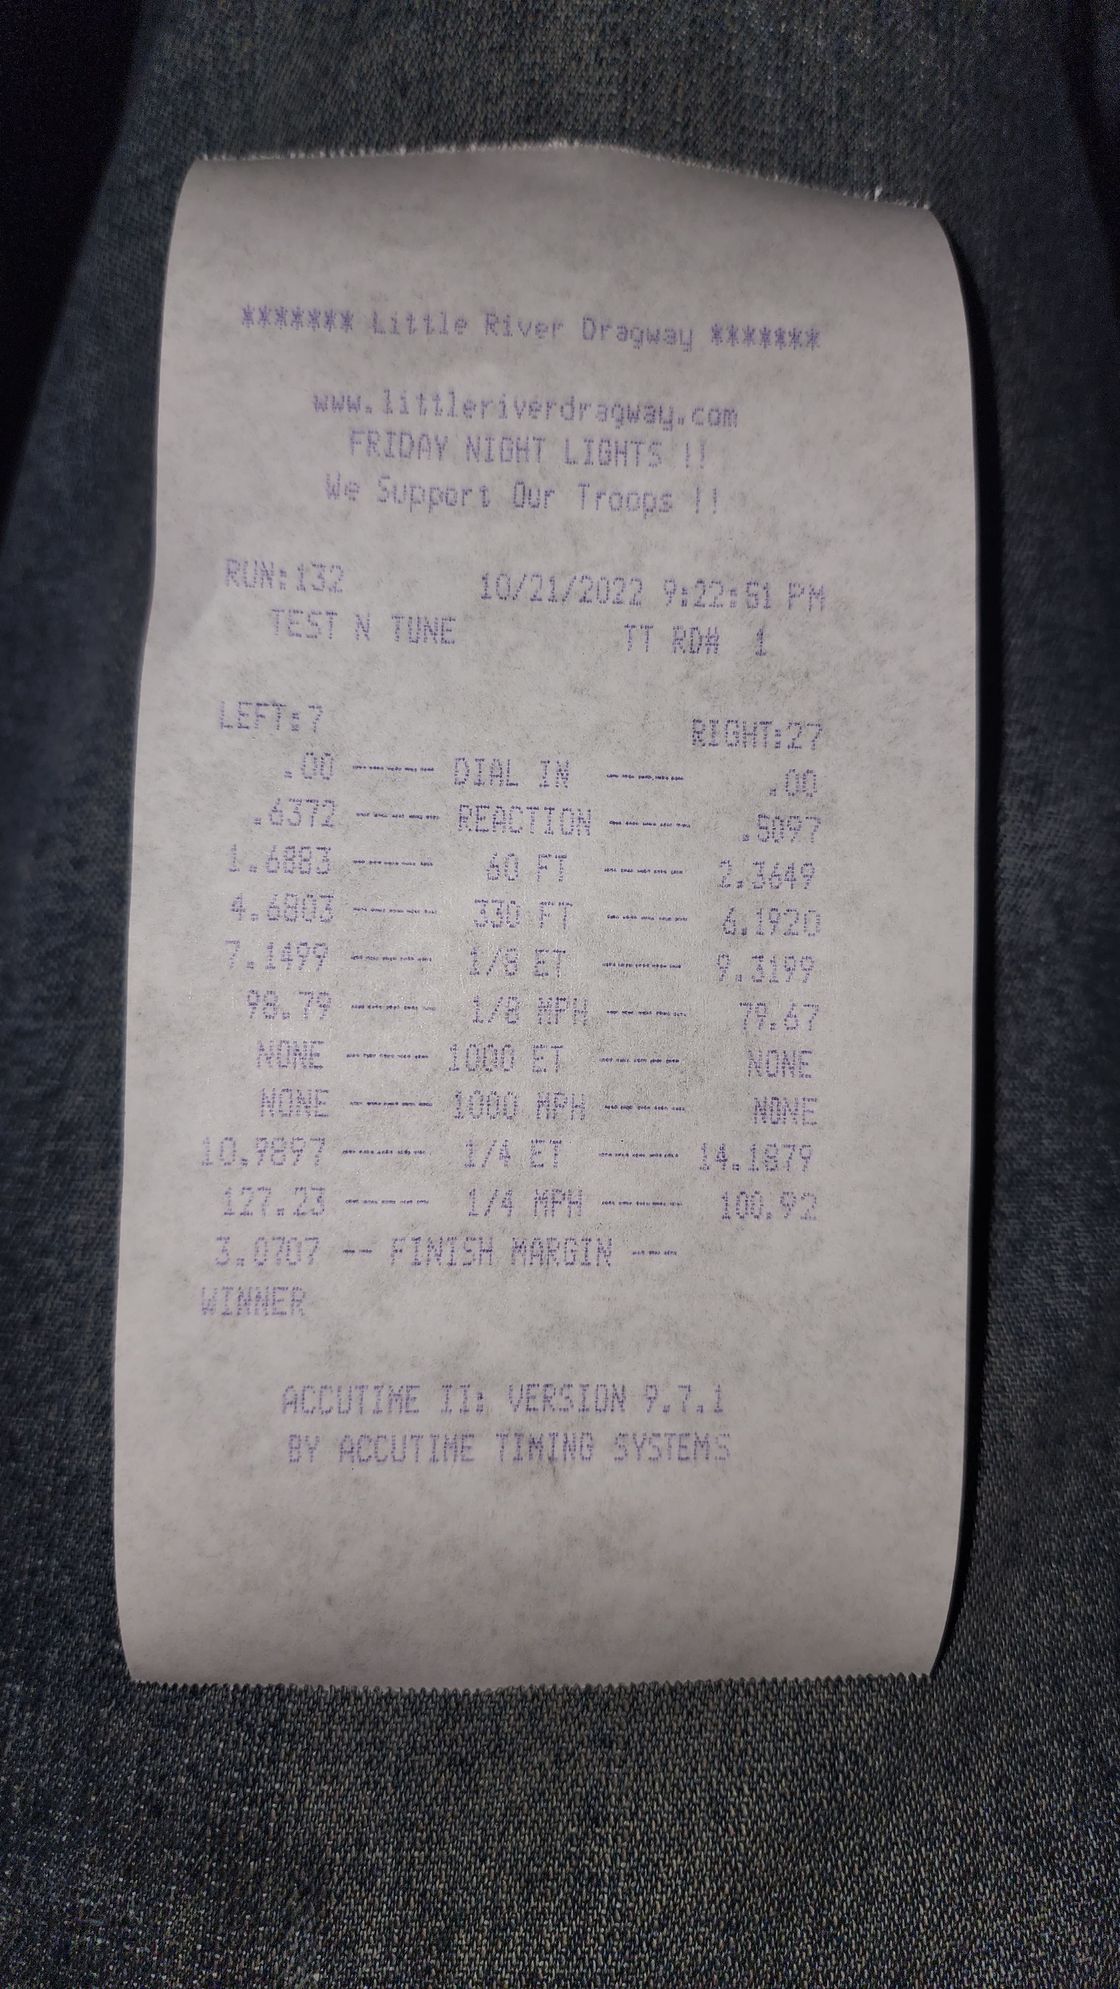 ******* Little River Dragway *******
www.littleriverdragway.com
FRIDAY NIGHT LIGHTS !!
We Support Our Troops !!
RUN:132 10/21/2022 9:22:51 PM
TEST N TUNE TT RD# 1
LEFT:7 RIGHT:27
.00 ----- DIAL IN ----- .00
.6372 ----- REACTION ----- .5097
1.6883 ----- 60 FT ----- 2.3649
4.6803 ----- 330 FT ----- 6.1920
7.1499 ----- 1/8 ET ----- 9.3199
98.79 ----- 1/8 MPH ----- 79.67
NONE ----- 1000 ET ----- NONE
NONE ----- 1000 MPH ----- NONE
10.9897 ----- 1/4 ET ----- 14.1879
127.23 ----- 1/4 MPH ----- 100.92
3.0707 -- FINISH MARGIN --
WINNER
ACCUTIME II: VERSION 9.7.1
BY ACCUTIME TIMING SYSTEMS